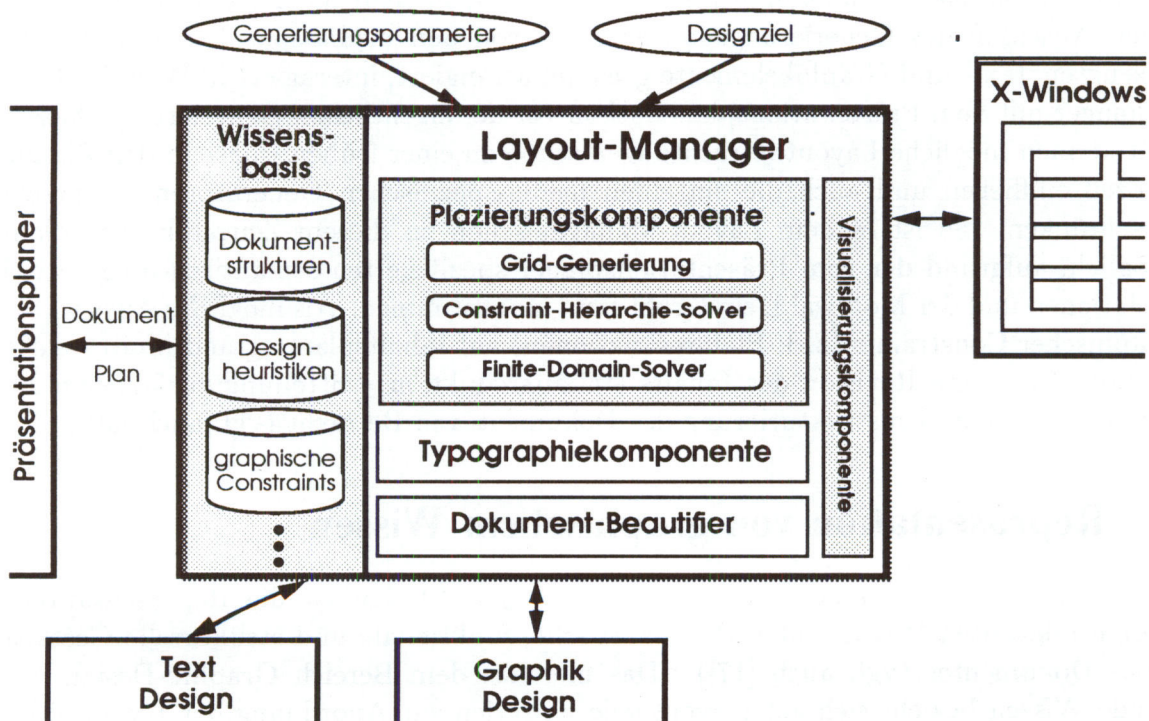 Generierungsparameter
Designziel
X-Windows
Wissens-
basis
Layout-Manager
Präsentationsplaner
Dokument
Plan
Dokument-
strukturen
Design-
heuristiken
graphische
Constraints
Plazierungskomponente
Grid-Generierung
Constraint-Hierarchie-Solver
Finite-Domain-Solver
Typographiekomponente
Dokument-Beautifier
Visualisierungskomponente
Text
Design
Graphik
Design